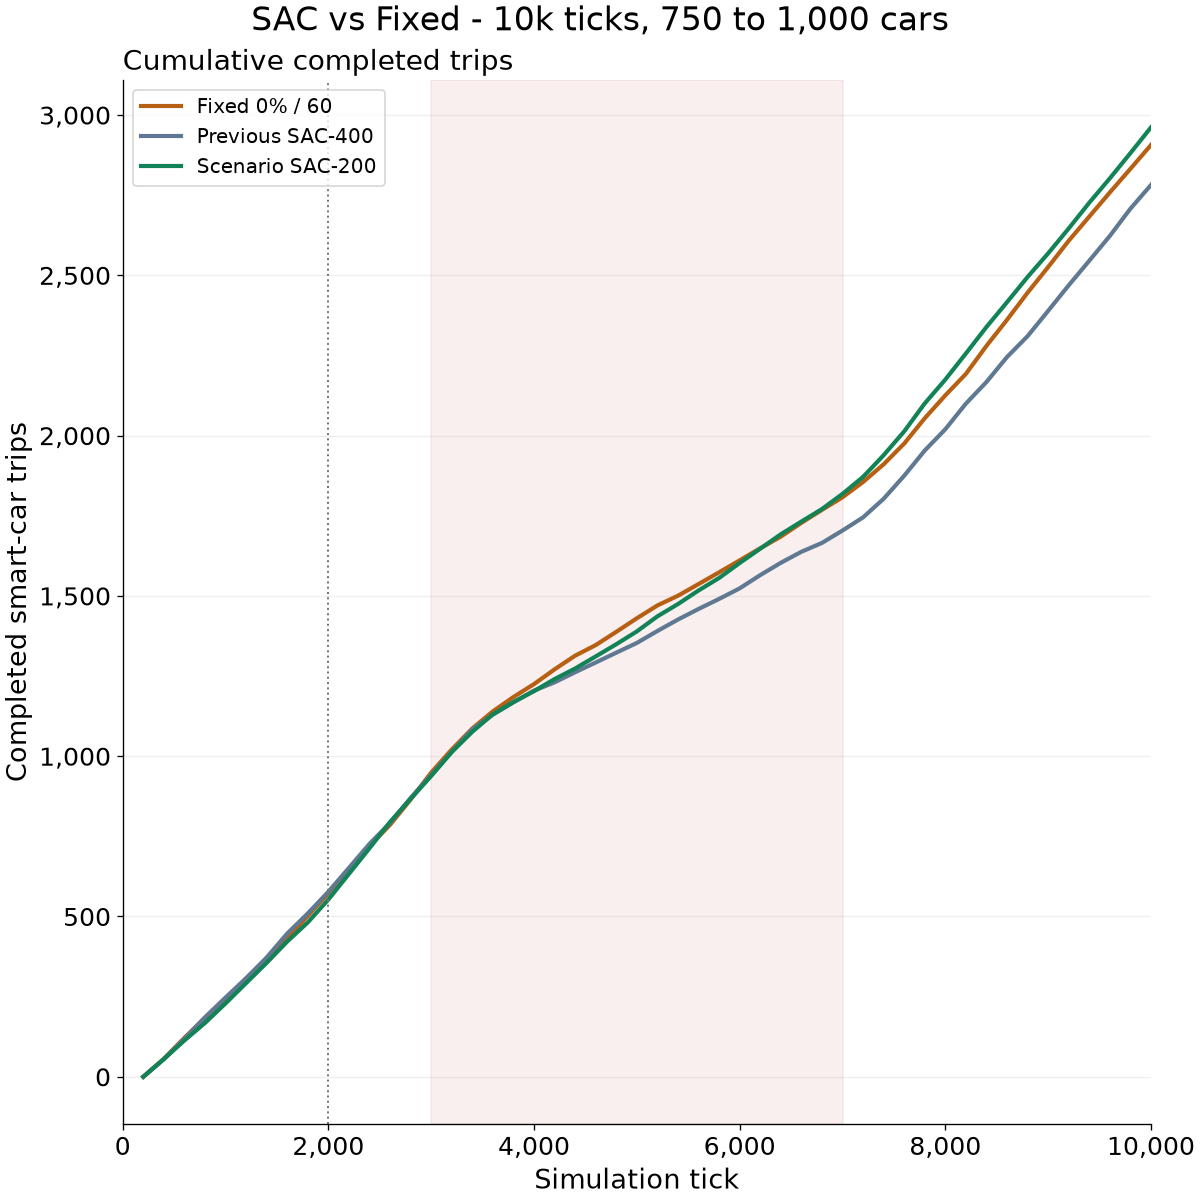 SAC vs Fixed - 10k ticks, 750 to 1,000 cars
Cumulative completed trips
Fixed 0% / 60
Previous SAC-400
Scenario SAC-200
Completed smart-car trips
3,000
2,500
2,000
1,500
1,000
500
0
0
2,000
4,000
6,000
8,000
10,000
Simulation tick